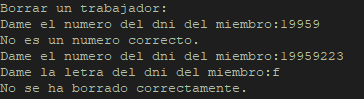 Borrar un trabajador:
Dame el numero del dni del miembro:19959
No es un numero correcto.
Dame el numero del dni del miembro:19959223
Dame la letra del dni del miembro:f
No se ha borrado correctamente.